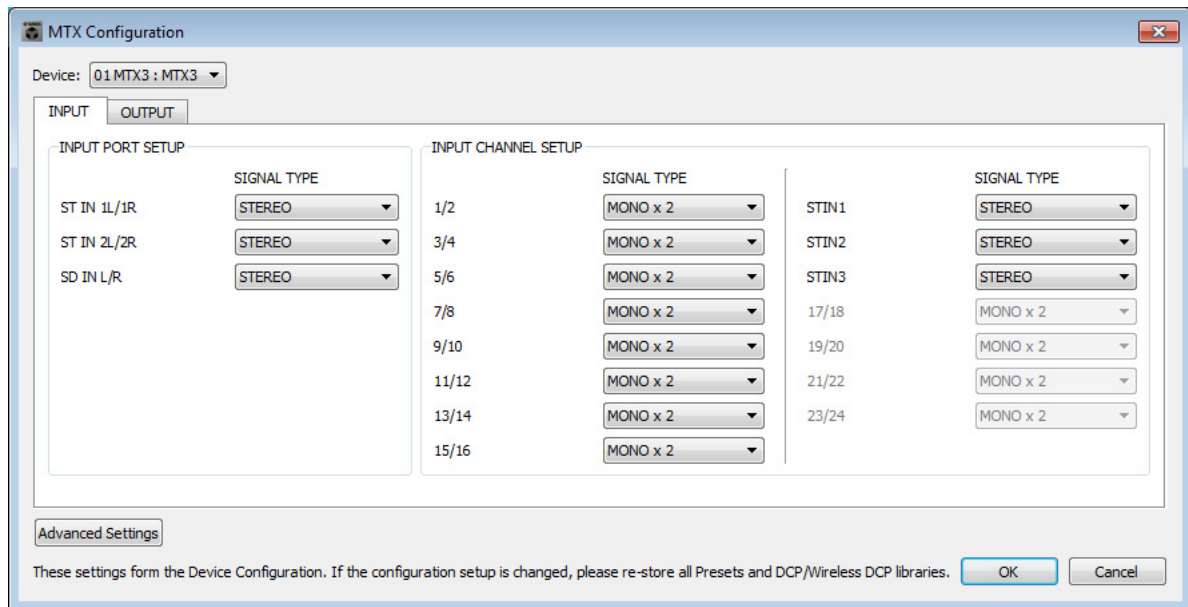 MTX Configuration
Device: 01 MTX3 : MTX3
INPUT OUTPUT
INPUT PORT SETUP
SIGNAL TYPE
ST IN 1L/1R STEREO
ST IN 2L/2R STEREO
SD IN L/R STEREO
INPUT CHANNEL SETUP
SIGNAL TYPE
1/2 MONO x 2
3/4 MONO x 2
5/6 MONO x 2
7/8 MONO x 2
9/10 MONO x 2
11/12 MONO x 2
13/14 MONO x 2
15/16 MONO x 2
SIGNAL TYPE
STIN1 STEREO
STIN2 STEREO
STIN3 STEREO
17/18 MONO x 2
19/20 MONO x 2
21/22 MONO x 2
23/24 MONO x 2
Advanced Settings
These settings form the Device Configuration. If the configuration setup is changed, please re-store all Presets and DCP/Wireless DCP libraries. OK Cancel